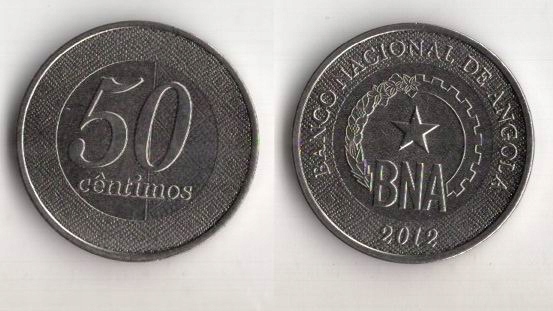 50
cêntimos
BANCO NACIONAL DE ANGOLA
BNA
2012